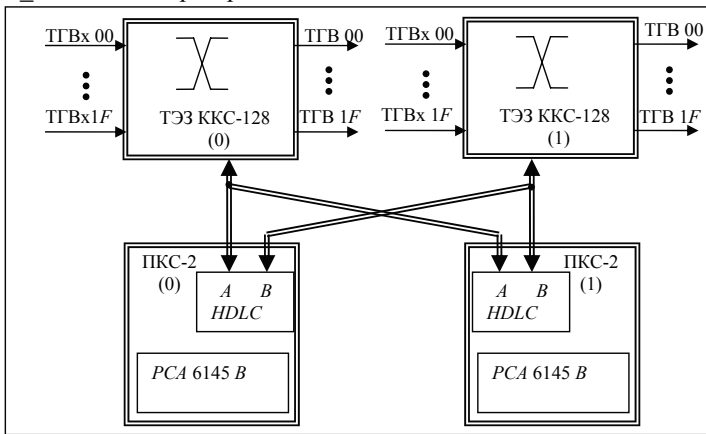 ТГВх 00
ТГВ 00
ТГВх 00
ТГВ 00
ТЭЗ ККС-128
(0)
ТЭЗ ККС-128
(1)
ТГВх1F
ТГВ 1F
ТГВх 1F
ТГВ 1F
ПКС-2
(0)
A B
HDLC
PCA 6145 B
ПКС-2
(1)
A B
HDLC
PCA 6145 B